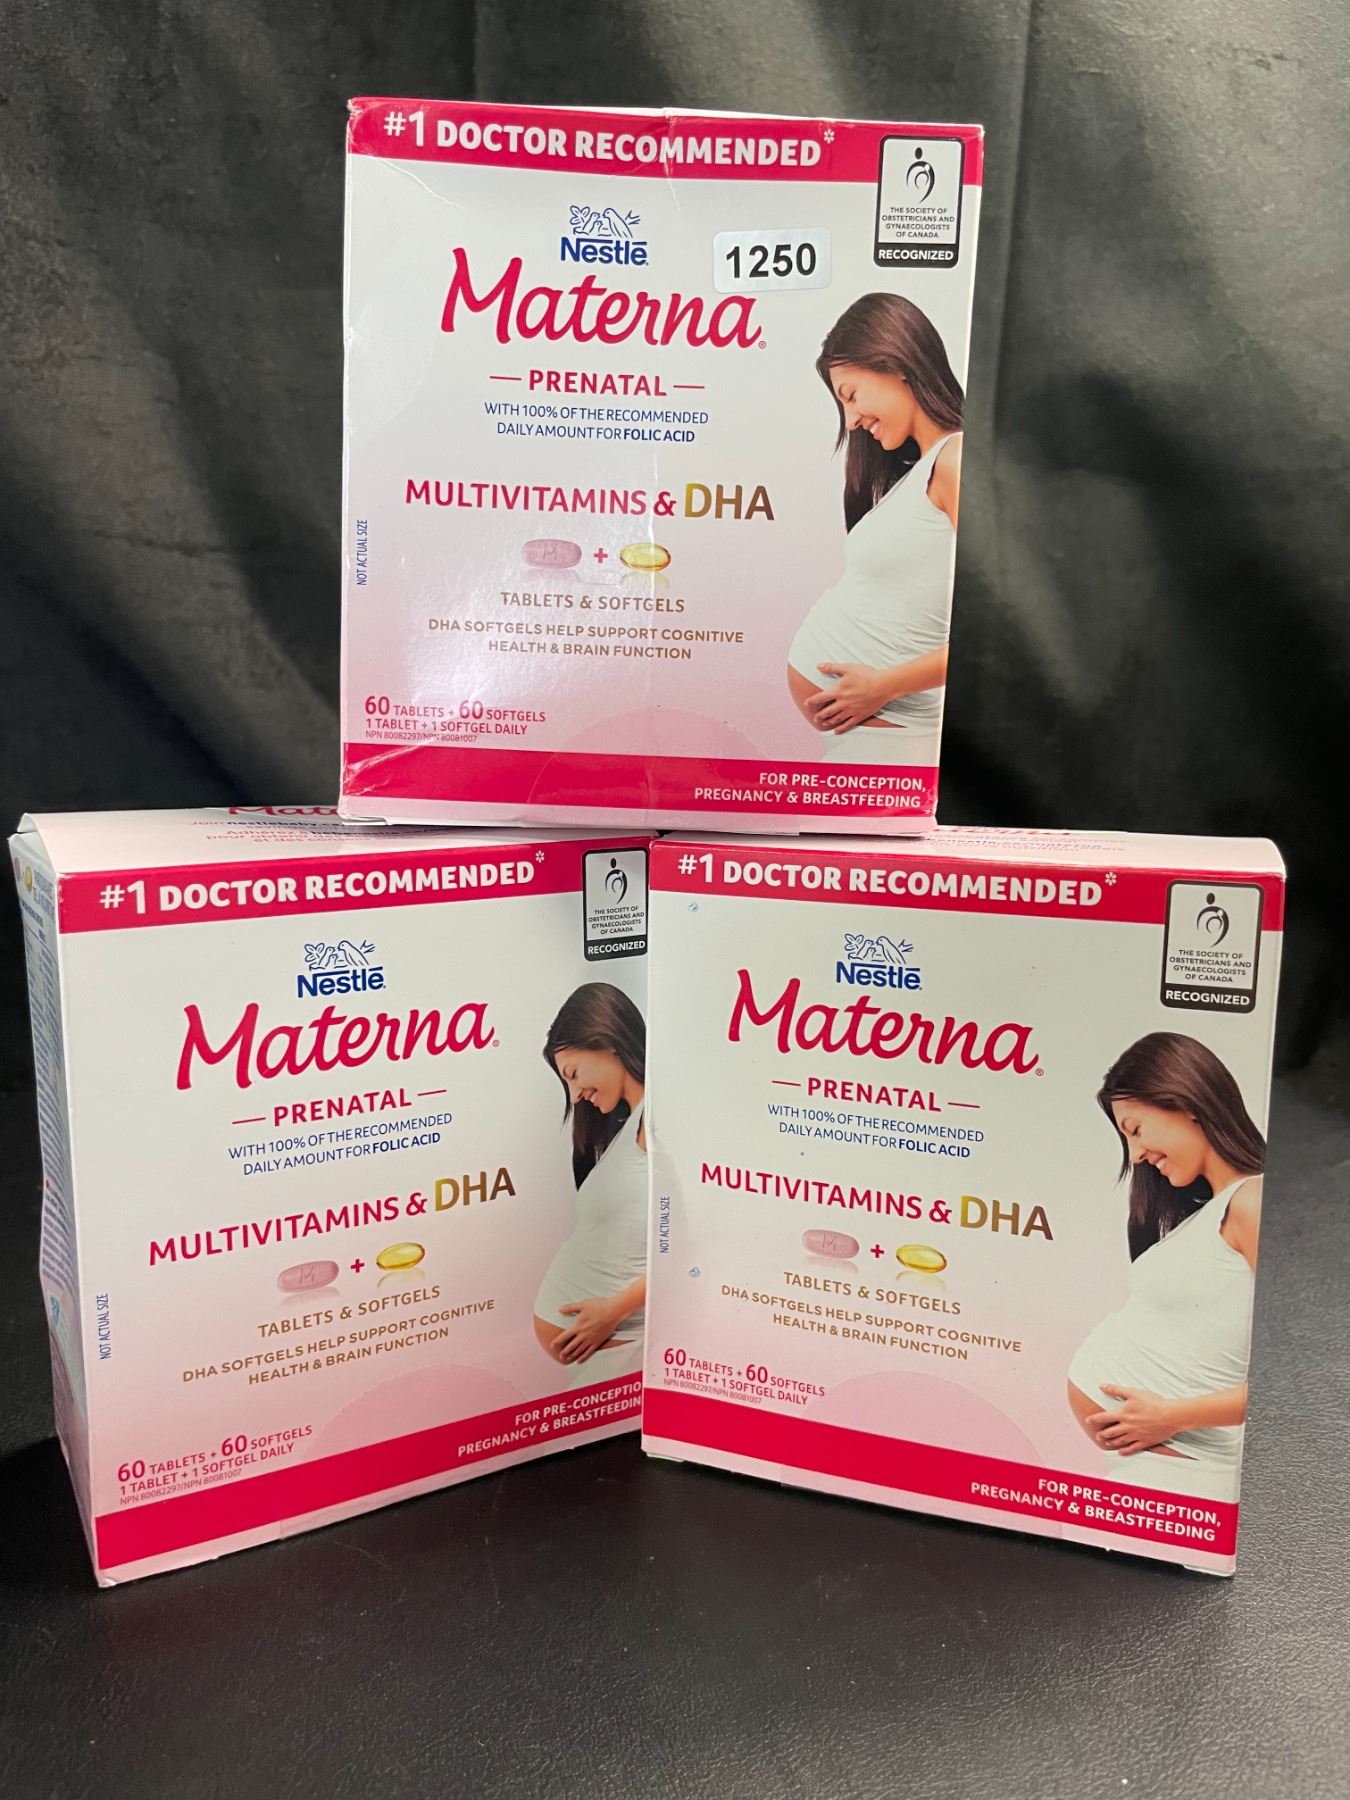 #1 DOCTOR RECOMMENDED*
THE SOCIETY OF
OBSTETRICIANS AND
GYNAECOLOGISTS
OF CANADA
RECOGNIZED
Nestlé
1250
Materna®
PRENATAL
WITH 100% OF THE RECOMMENDED
DAILY AMOUNT FOR FOLIC ACID
MULTIVITAMINS & DHA
M +
NOT ACTUAL SIZE
TABLETS & SOFTGELS
DHA SOFTGELS HELP SUPPORT COGNITIVE
HEALTH & BRAIN FUNCTION
60 TABLETS + 60 SOFTGELS
1 TABLET + 1 SOFTGEL DAILY
NPN 80082297/NPN 80081007
FOR PRE-CONCEPTION,
PREGNANCY & BREASTFEEDING
#1 DOCTOR RECOMMENDED*
THE SOCIETY OF
OBSTETRICIANS AND
GYNAECOLOGISTS
OF CANADA
RECOGNIZED
Nestlé
Materna®
PRENATAL
WITH 100% OF THE RECOMMENDED
DAILY AMOUNT FOR FOLIC ACID
MULTIVITAMINS & DHA
M +
NOT ACTUAL SIZE
TABLETS & SOFTGELS
DHA SOFTGELS HELP SUPPORT COGNITIVE
HEALTH & BRAIN FUNCTION
60 TABLETS + 60 SOFTGELS
1 TABLET + 1 SOFTGEL DAILY
NPN 80082297/NPN 80081007
FOR PRE-CONCEPTIO
PREGNANCY & BREASTFEEDIN
#1 DOCTOR RECOMMENDED*
THE SOCIETY OF
OBSTETRICIANS AND
GYNAECOLOGISTS
OF CANADA
RECOGNIZED
Nestlé
Materna®
PRENATAL
WITH 100% OF THE RECOMMENDED
DAILY AMOUNT FOR FOLIC ACID
MULTIVITAMINS & DHA
M +
NOT ACTUAL SIZE
TABLETS & SOFTGELS
DHA SOFTGELS HELP SUPPORT COGNITIVE
HEALTH & BRAIN FUNCTION
60 TABLETS + 60 SOFTGELS
1 TABLET + 1 SOFTGEL DAILY
NPN 80082297/NPN 80081007
FOR PRE-CONCEPTION,
PREGNANCY & BREASTFEEDING